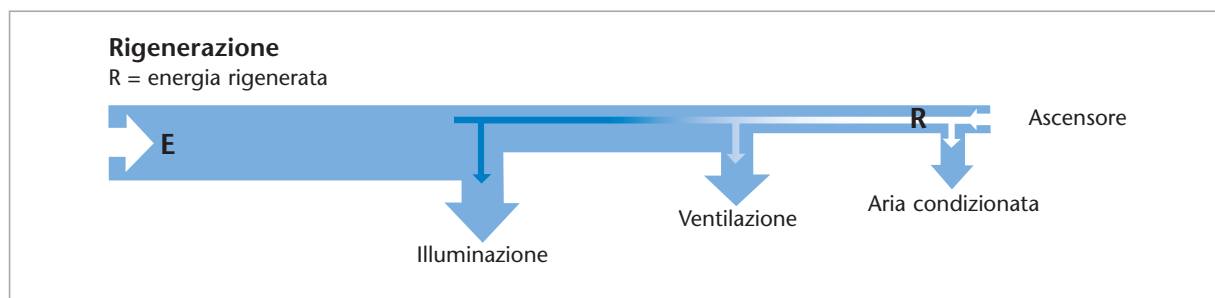 Rigenerazione
R = energia rigenerata
E
R
Ascensore
Aria condizionata
Ventilazione
Illuminazione